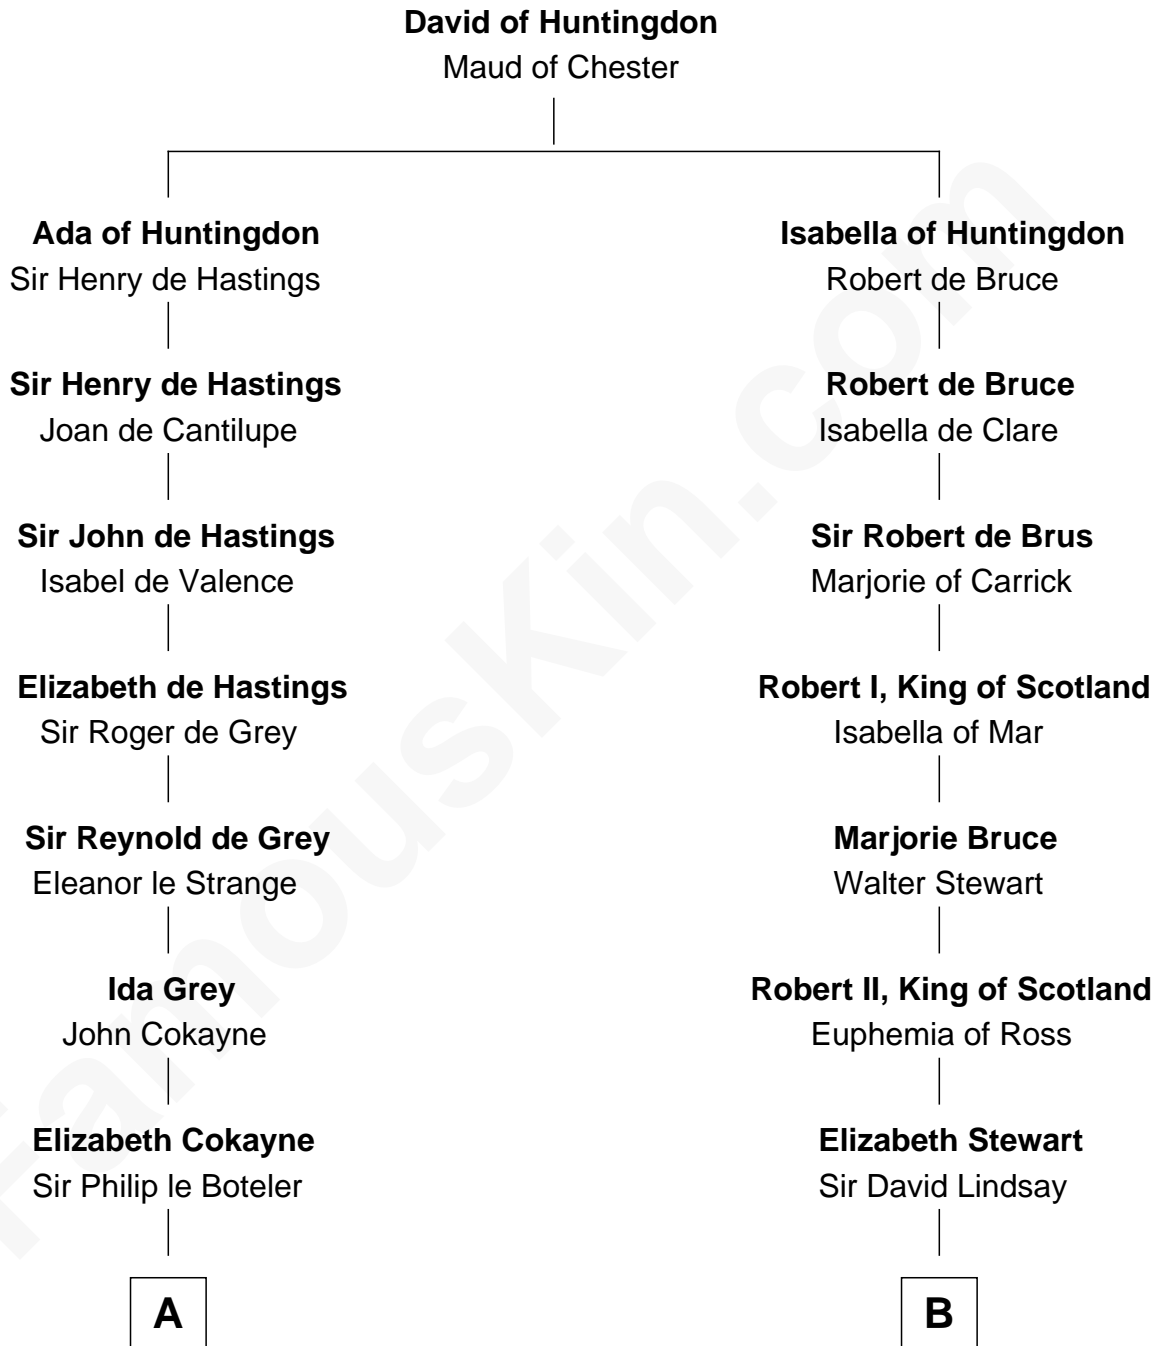 David of Huntingdon
Maud of Chester
Ada of Huntingdon
Sir Henry de Hastings
Isabella of Huntingdon
Robert de Bruce
Sir Henry de Hastings
Joan de Cantilupe
Robert de Bruce
Isabella de Clare
Sir John de Hastings
Isabel de Valence
Sir Robert de Brus
Marjorie of Carrick
Elizabeth de Hastings
Sir Roger de Grey
Robert I, King of Scotland
Isabella of Mar
Sir Reynold de Grey
Eleanor le Strange
Marjorie Bruce
Walter Stewart
Ida Grey
John Cokayne
Robert II, King of Scotland
Euphemia of Ross
Elizabeth Cokayne
Sir Philip le Boteler
Elizabeth Stewart
Sir David Lindsay
A
B
FamousKin.com